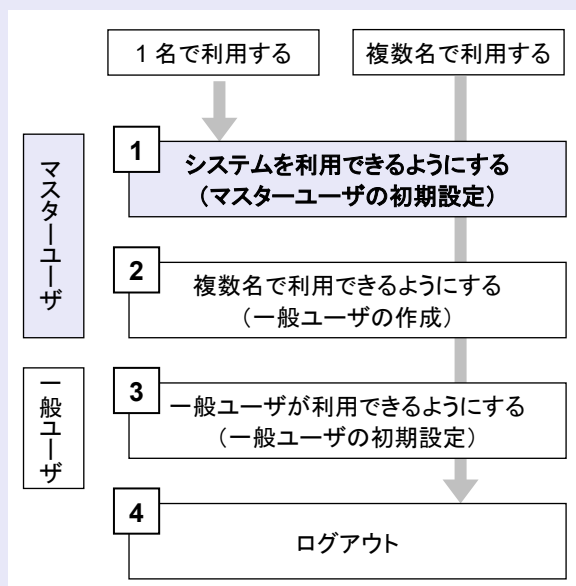 1 名で利用する
複数名で利用する
マスターユーザ
1
システムを利用できるようにする
（マスターユーザの初期設定）
2
複数名で利用できるようにする
（一般ユーザの作成）
一般ユーザ
3
一般ユーザが利用できるようにする
（一般ユーザの初期設定）
4
ログアウト